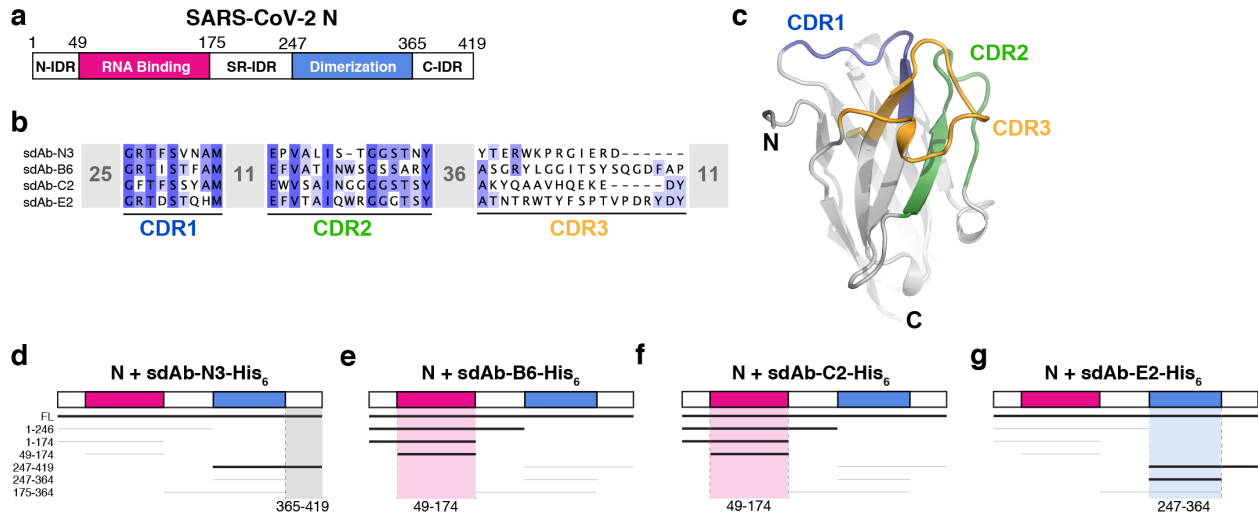 a
SARS-CoV-2 N
1 49 175 247 365 419
N-IDR RNA Binding SR-IDR Dimerization C-IDR
b
sdAb-N3 25 GRTFSVNAM 11 EPVALIS-TGGSTNY 36 YTERWKPRGIERD------ 11
sdAb-B6 GRTISTFAM EFVATINWSGSSARY ASGRYLGGITSYSQGDFAP
sdAb-C2 GFTFSSYAM EWVSAINGGGGSTSY AKYQAAVHQEKE-----DY
sdAb-E2 GRTDSTQHM EFVTAIQWRGGGTSY ATNTRWTYFSPTVPDRYDY
CDR1 CDR2 CDR3
c
CDR1
CDR2
CDR3
N
C
d
N + sdAb-N3-His6
FL
1-246
1-174
49-174
247-419
247-364
175-364
365-419
e
N + sdAb-B6-His6
49-174
f
N + sdAb-C2-His6
49-174
g
N + sdAb-E2-His6
247-364